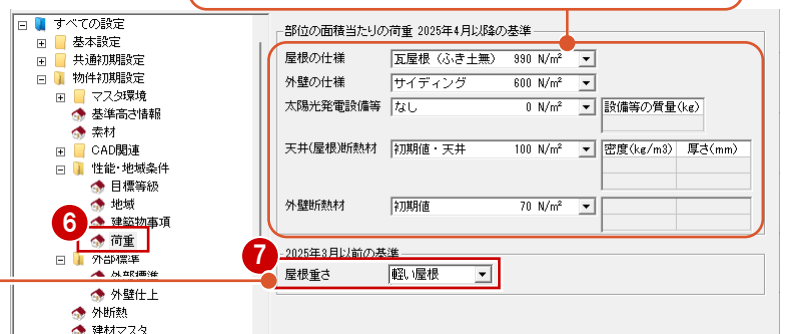 すべての設定
基本設定
共通初期設定
物件初期設定
マスタ環境
基準高さ情報
素材
CAD関連
性能・地域条件
目標等級
地域
建築物事項
6
荷重
外部標準
外部標準
外壁仕上
外断熱
建材マスタ
部位の面積当たりの荷重 2025年4月以降の基準
屋根の仕様 瓦屋根（ふき土無） 990 N/m²
外壁の仕様 サイディング 600 N/m²
太陽光発電設備等 なし 0 N/m² 設備等の質量(kg)
天井(屋根)断熱材 初期値・天井 100 N/m² 密度(kg/m3) 厚さ(mm)
外壁断熱材 初期値 70 N/m²
7
2025年3月以前の基準
屋根重さ 軽い屋根